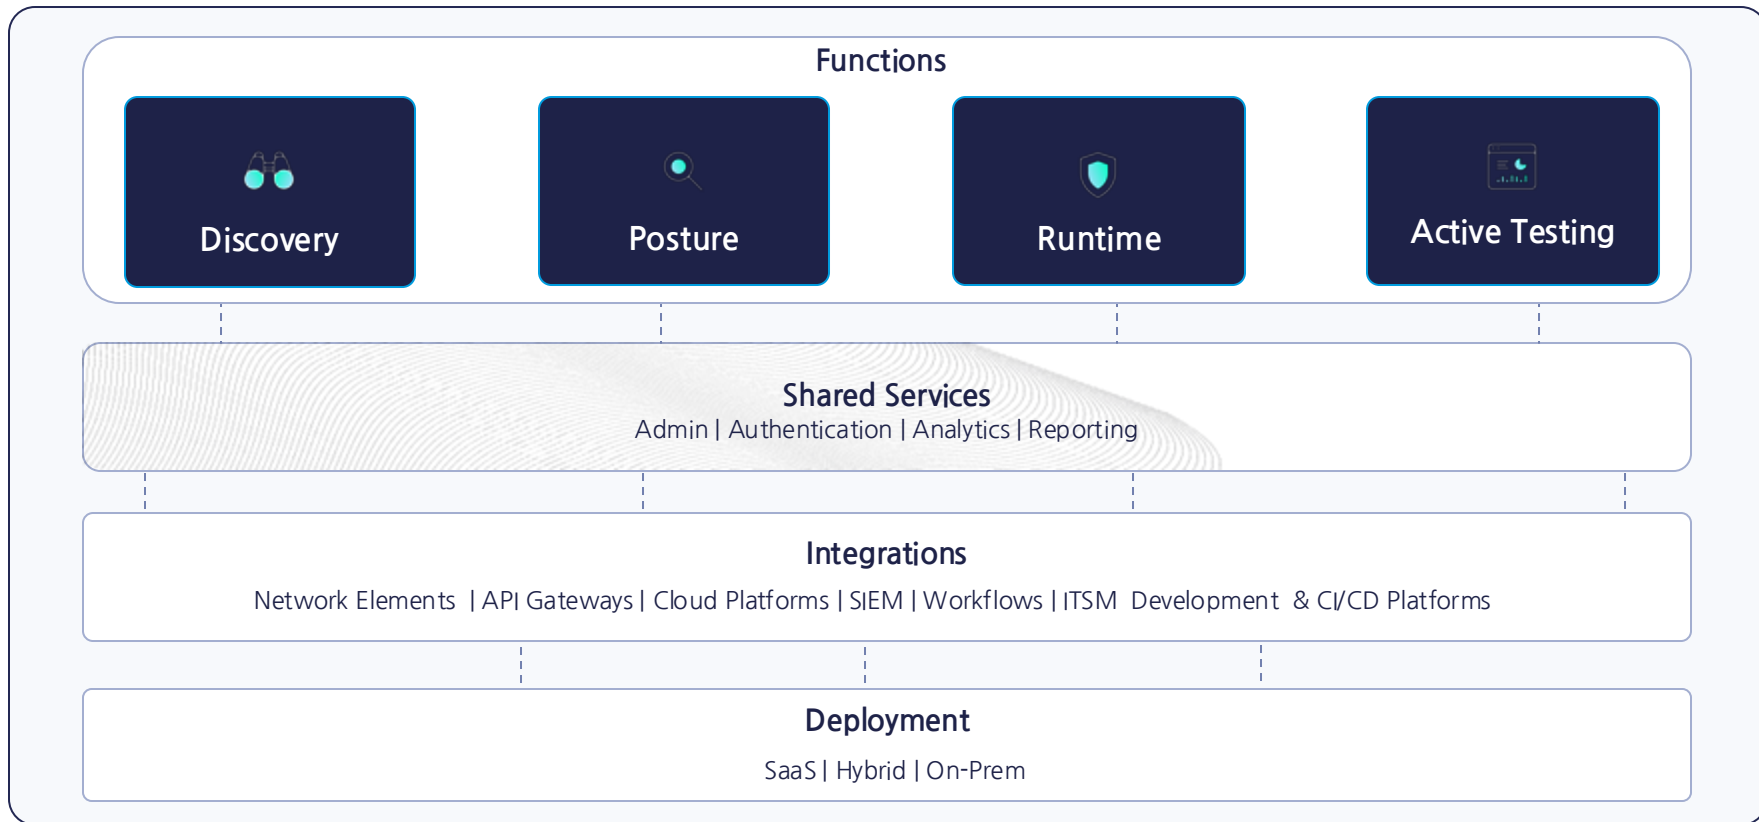 Functions
Discovery
Posture
Runtime
Active Testing
Shared Services
Admin | Authentication | Analytics | Reporting
Integrations
Network Elements | API Gateways | Cloud Platforms | SIEM | Workflows | ITSM Development & CI/CD Platforms
Deployment
SaaS | Hybrid | On-Prem